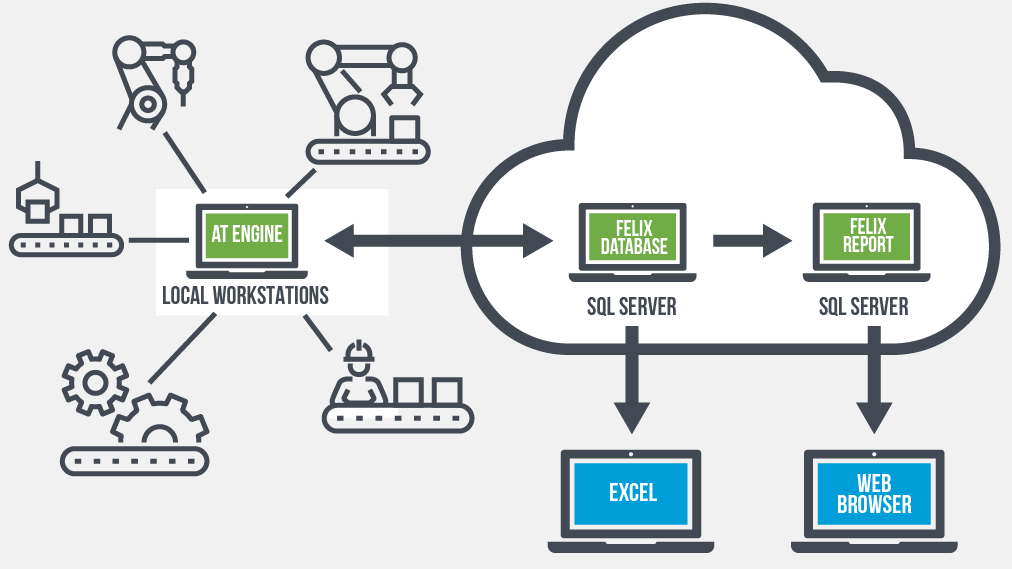 AT ENGINE
LOCAL WORKSTATIONS
FELIX
DATABASE
SQL SERVER
FELIX
REPORT
SQL SERVER
EXCEL
WEB
BROWSER